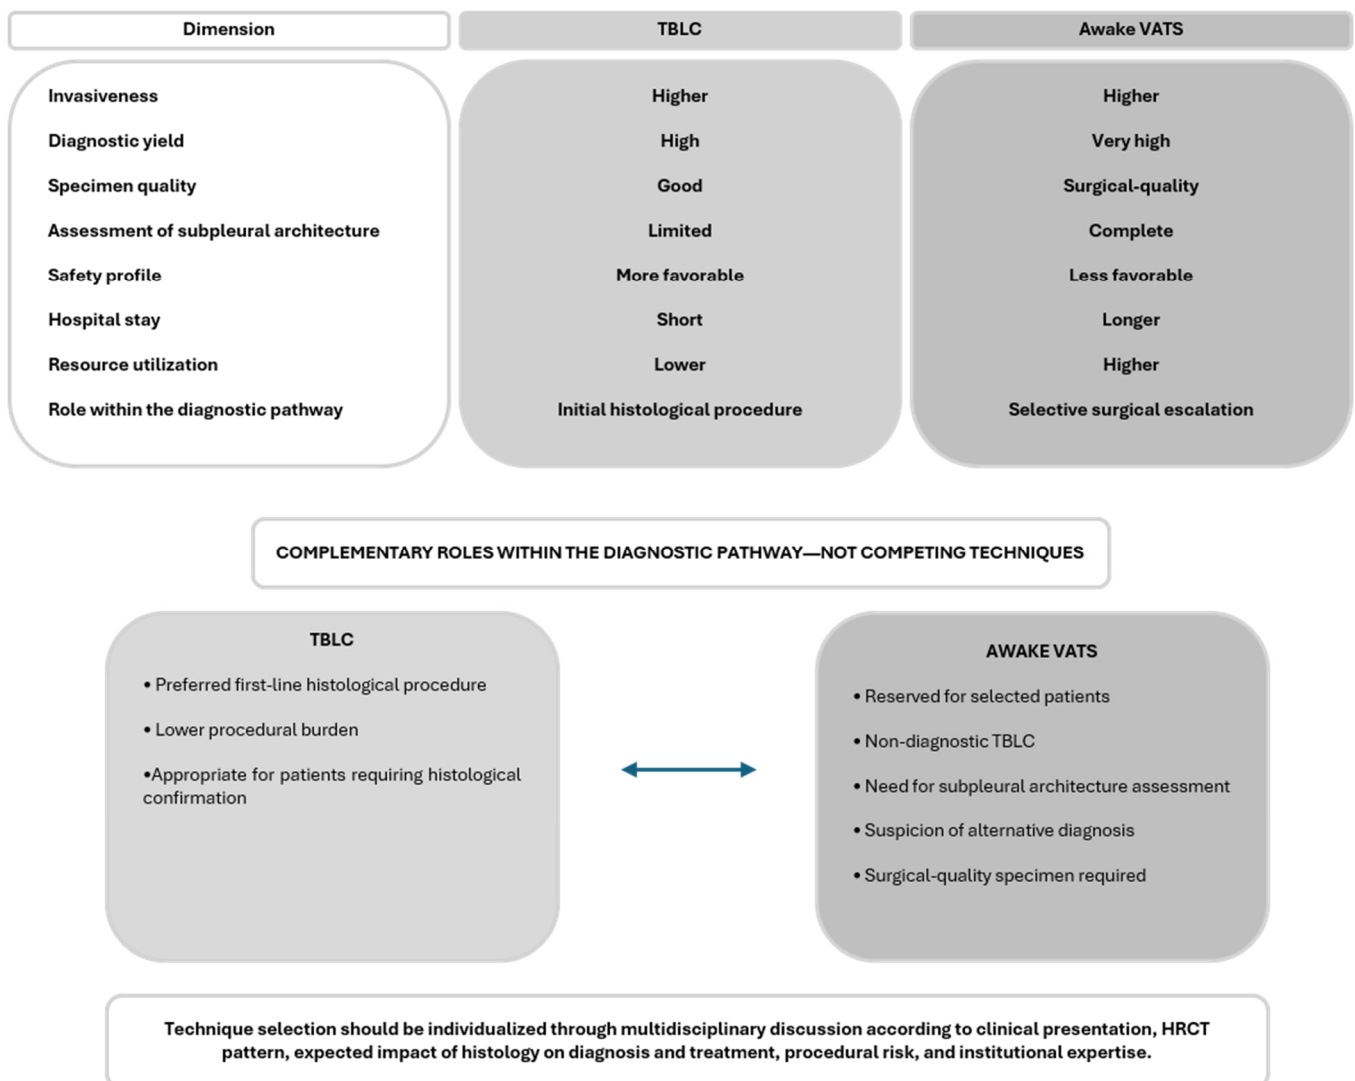 Dimension TBLC Awake VATS
Invasiveness Higher Higher
Diagnostic yield High Very high
Specimen quality Good Surgical-quality
Assessment of subpleural architecture Limited Complete
Safety profile More favorable Less favorable
Hospital stay Short Longer
Resource utilization Lower Higher
Role within the diagnostic pathway Initial histological procedure Selective surgical escalation
COMPLEMENTARY ROLES WITHIN THE DIAGNOSTIC PATHWAY—NOT COMPETING TECHNIQUES
TBLC
• Preferred first-line histological procedure
• Lower procedural burden
•Appropriate for patients requiring histological
confirmation
AWAKE VATS
• Reserved for selected patients
• Non-diagnostic TBLC
• Need for subpleural architecture assessment
• Suspicion of alternative diagnosis
• Surgical-quality specimen required
Technique selection should be individualized through multidisciplinary discussion according to clinical presentation, HRCT
pattern, expected impact of histology on diagnosis and treatment, procedural risk, and institutional expertise.